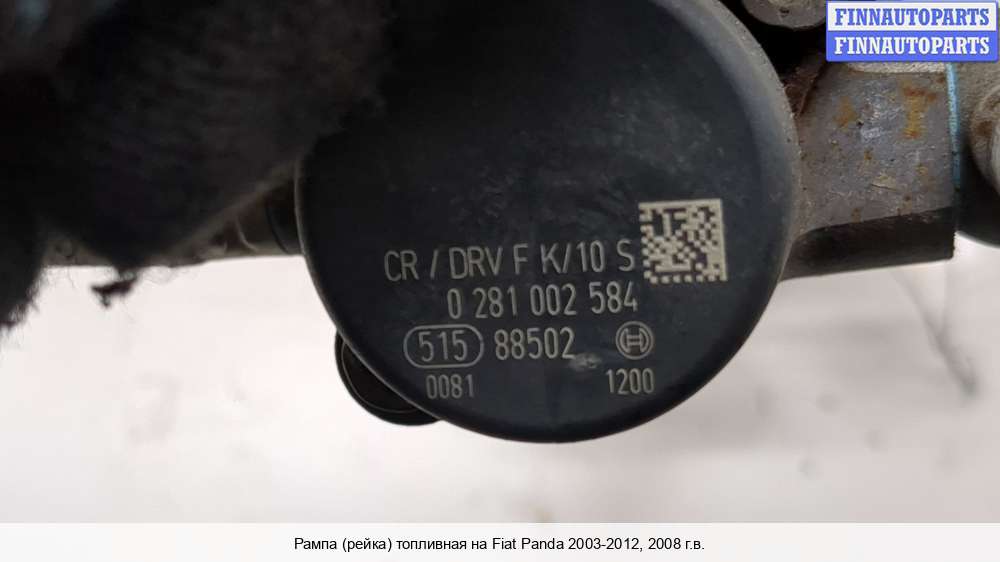 FINNAUTOPARTS
FINNAUTOPARTS
CR / DRV F K/10 S
0 281 002 584
515 88502
0081 1200
Рампа (рейка) топливная на Fiat Panda 2003-2012, 2008 г.в.